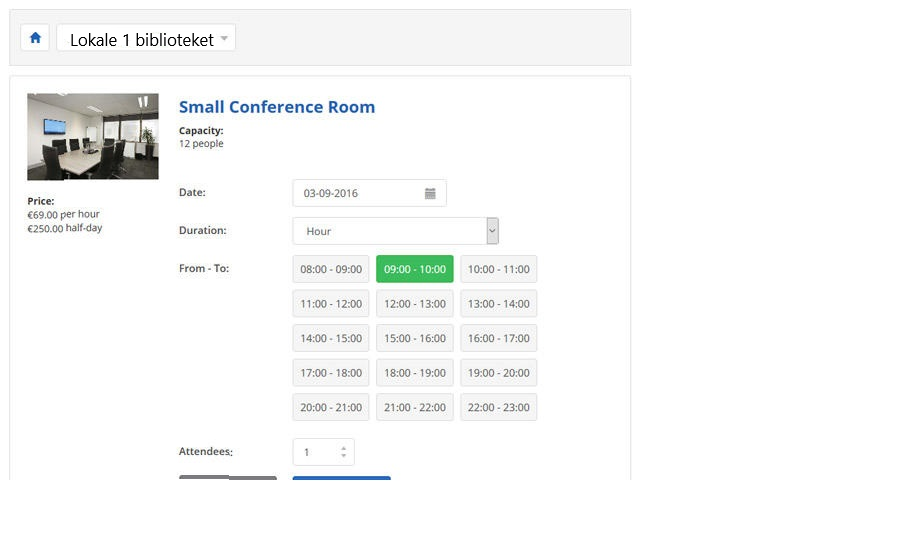 Lokale 1 biblioteket
Small Conference Room
Capacity:
12 people
Price:
€69.00 per hour
€250.00 half-day
Date: 03-09-2016
Duration: Hour
From - To: 08:00 - 09:00 09:00 - 10:00 10:00 - 11:00
11:00 - 12:00 12:00 - 13:00 13:00 - 14:00
14:00 - 15:00 15:00 - 16:00 16:00 - 17:00
17:00 - 18:00 18:00 - 19:00 19:00 - 20:00
20:00 - 21:00 21:00 - 22:00 22:00 - 23:00
Attendees: 1